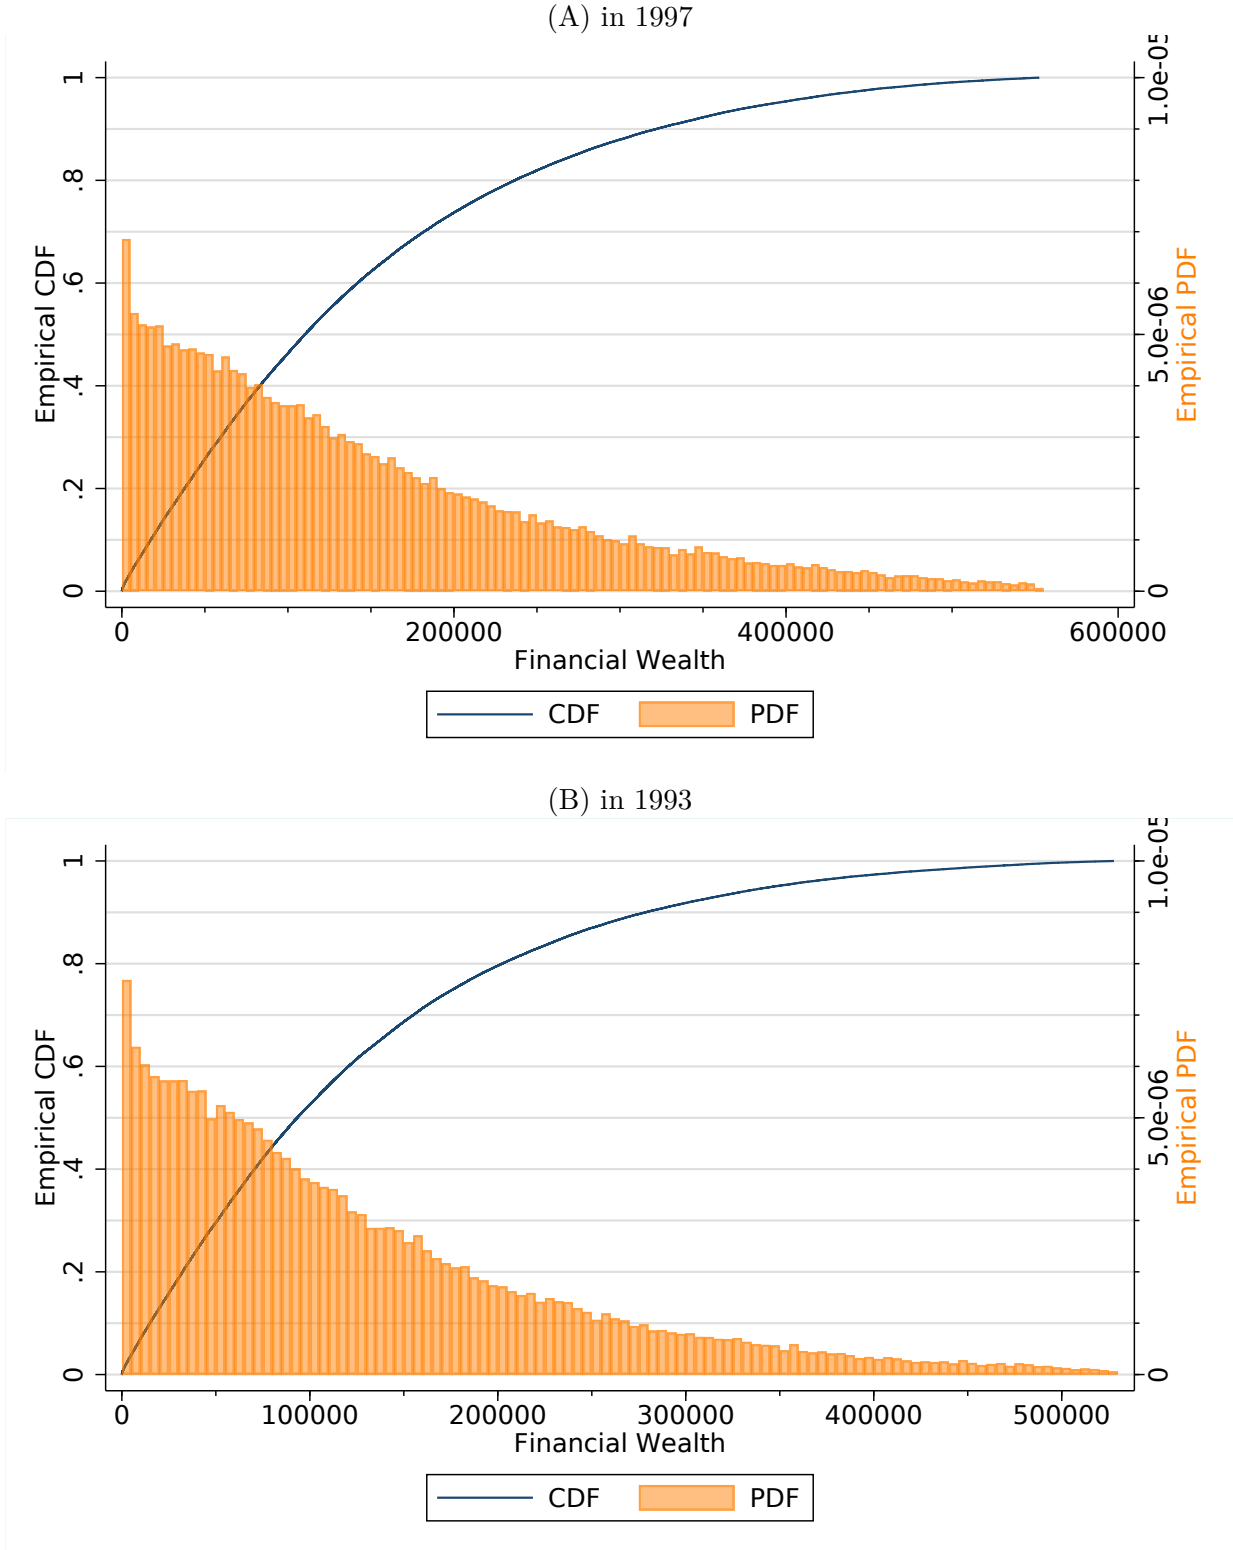 (A) in 1997
Empirical CDF
0
.2
.4
.6
.8
1
0
5.0e-06
1.0e-05
Empirical PDF
0
200000
400000
600000
Financial Wealth
CDF
PDF
(B) in 1993
Empirical CDF
0
.2
.4
.6
.8
1
0
5.0e-06
1.0e-05
Empirical PDF
0
100000
200000
300000
400000
500000
Financial Wealth
CDF
PDF